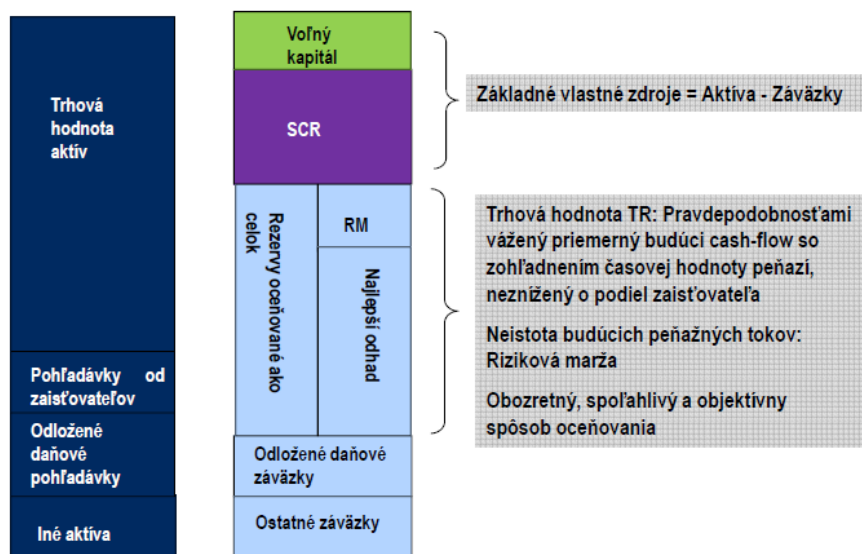 Trhová
hodnota
aktív
Pohľadávky od
zaisťovateľov
Odložené
daňové
pohľadávky
Iné aktíva
Voľný
kapitál
SCR
Rezervy oceňované ako
celok
RM
Najlepší odhad
Odložené daňové
záväzky
Ostatné záväzky
Základné vlastné zdroje = Aktíva - Záväzky
Trhová hodnota TR: Pravdepodobnosťami
vážený priemerný budúci cash-flow so
zohľadnením časovej hodnoty peňazí,
neznížený o podiel zaisťovateľa
Neistota budúcich peňažných tokov:
Riziková marža
Obozretný, spoľahlivý a objektívny
spôsob oceňovania